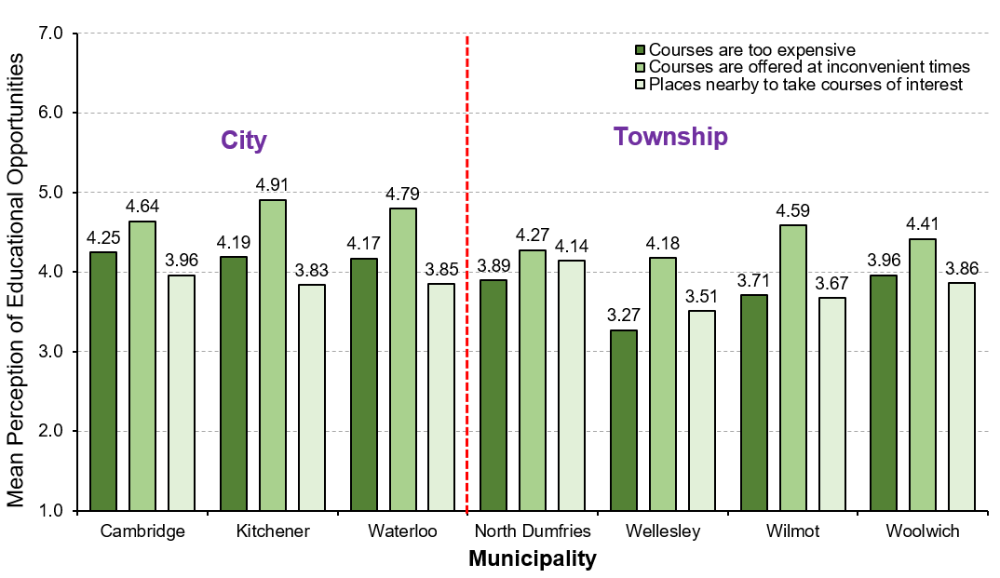 7.0
6.0
5.0
4.0
3.0
2.0
1.0
Mean Perception of Educational Opportunities
Courses are too expensive
Courses are offered at inconvenient times
Places nearby to take courses of interest
City
Township
4.25
4.64
3.96
4.19
4.91
3.83
4.17
4.79
3.85
3.89
4.27
4.14
3.27
4.18
3.51
3.71
4.59
3.67
3.96
4.41
3.86
Cambridge
Kitchener
Waterloo
North Dumfries
Wellesley
Wilmot
Woolwich
Municipality